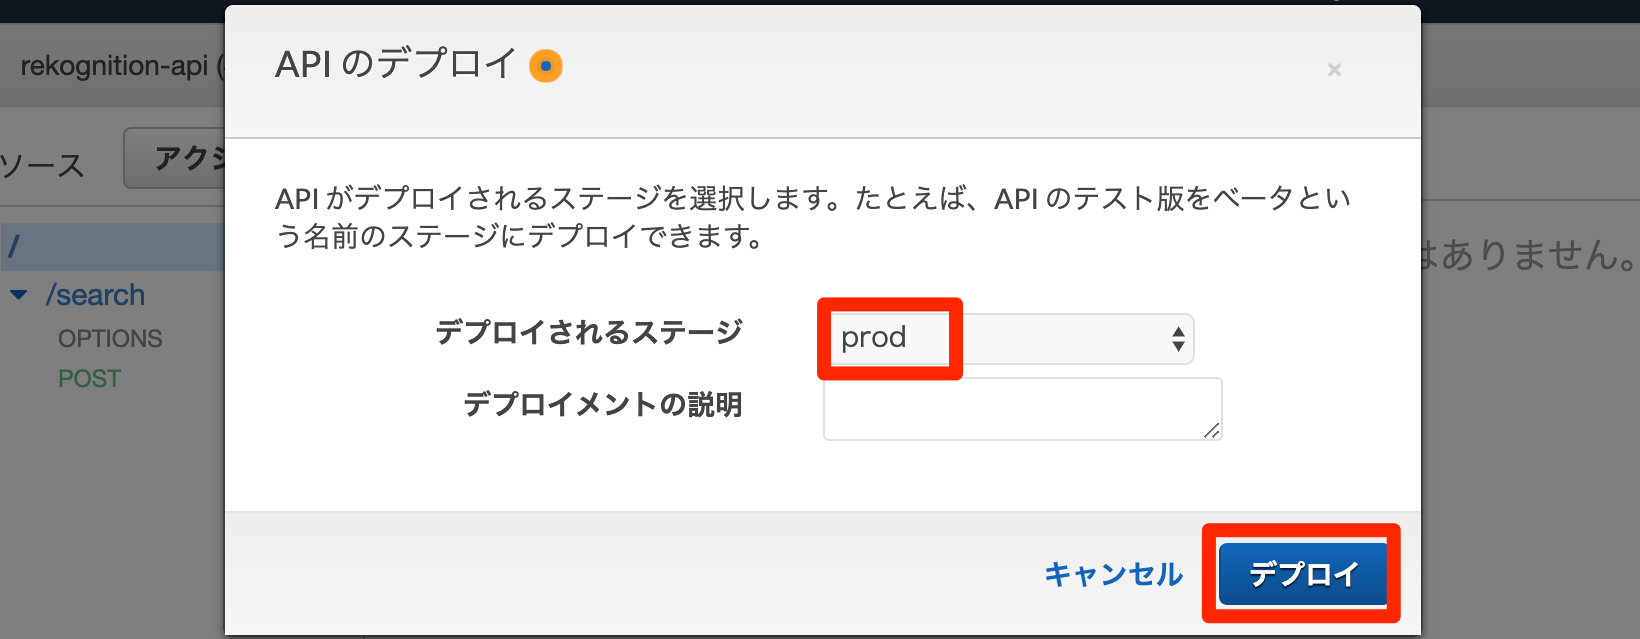 API のデプロイ
rekognition-api (
ソース
アクシ
API がデプロイされるステージを選択します。たとえば、API のテスト版をベータとい
う名前のステージにデプロイできます。
/
はありません。
/search
デプロイされるステージ
prod
OPTIONS
POST
デプロイメントの説明
キャンセル
デプロイ